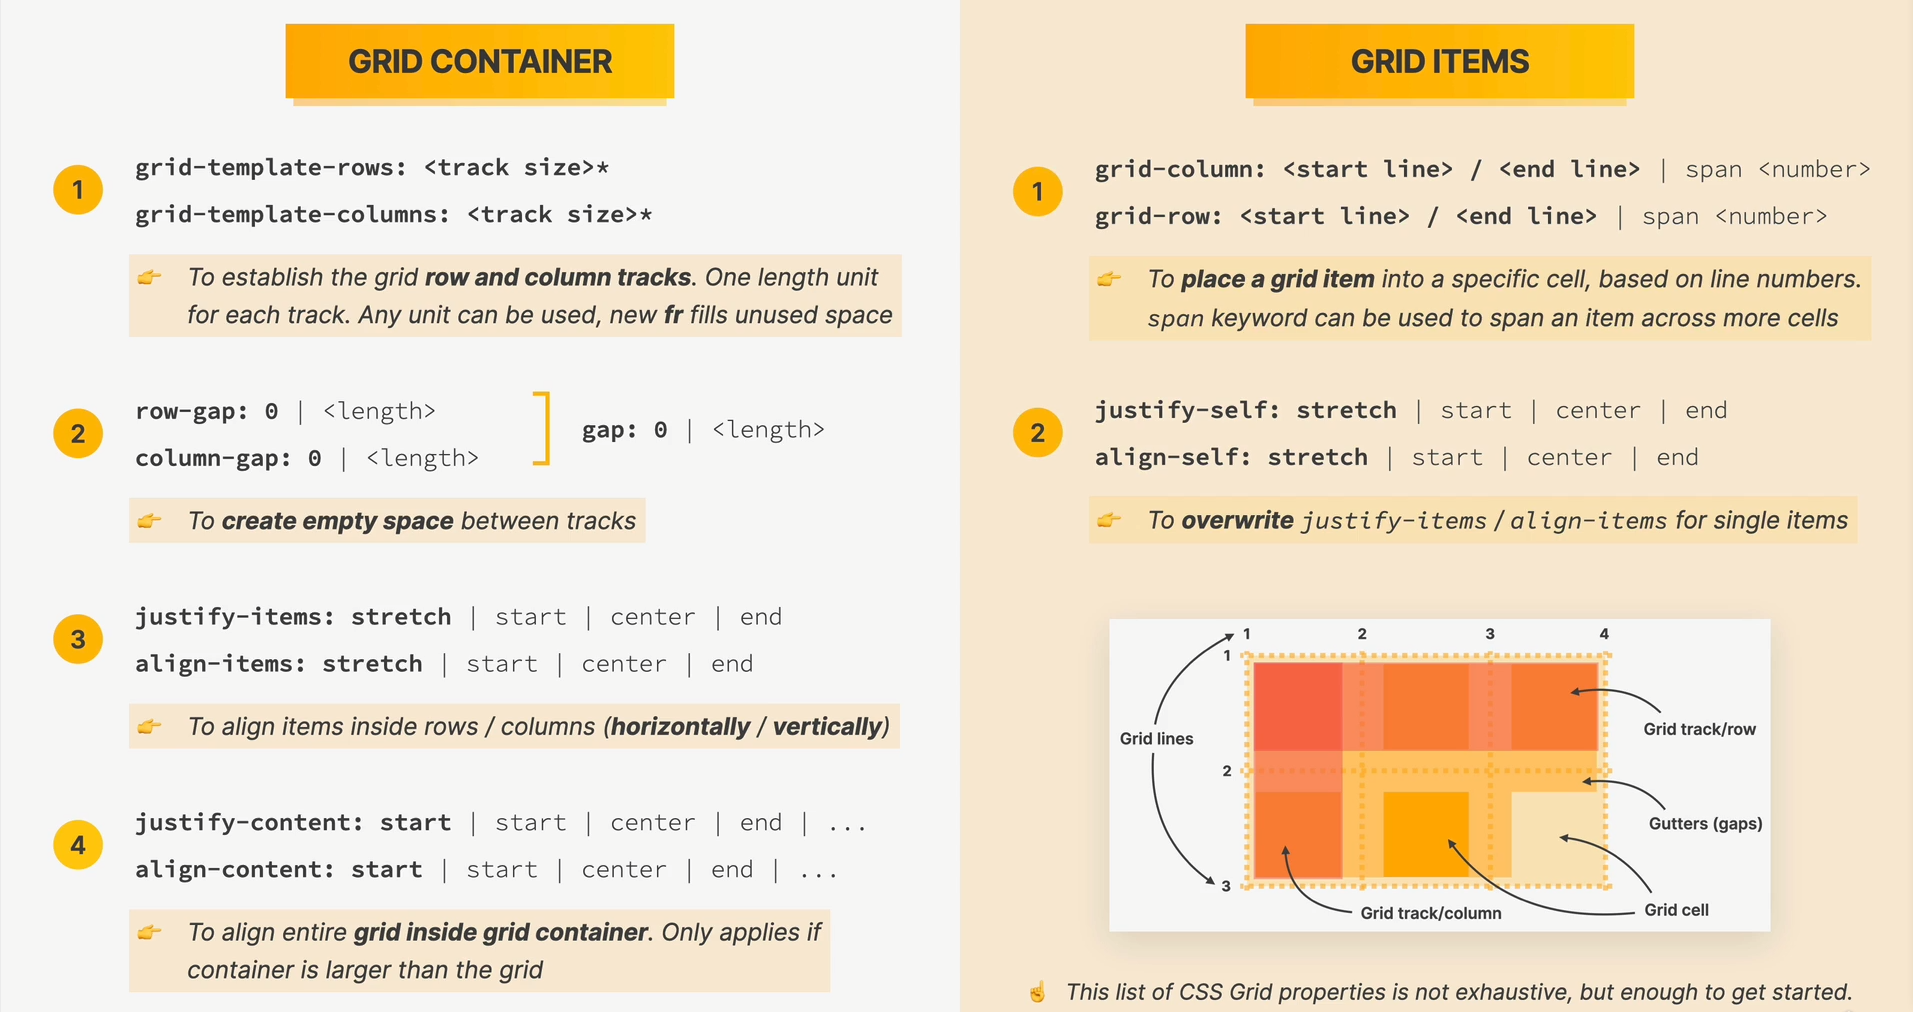 GRID CONTAINER
1
grid-template-rows: <track size>*
grid-template-columns: <track size>*
👉 To establish the grid row and column tracks. One length unit
for each track. Any unit can be used, new fr fills unused space
2
row-gap: 0 | <length>
column-gap: 0 | <length>
gap: 0 | <length>
👉 To create empty space between tracks
3
justify-items: stretch | start | center | end
align-items: stretch | start | center | end
👉 To align items inside rows / columns (horizontally / vertically)
4
justify-content: start | start | center | end | ...
align-content: start | start | center | end | ...
👉 To align entire grid inside grid container. Only applies if
container is larger than the grid
GRID ITEMS
1
grid-column: <start line> / <end line> | span <number>
grid-row: <start line> / <end line> | span <number>
👉 To place a grid item into a specific cell, based on line numbers.
span keyword can be used to span an item across more cells
2
justify-self: stretch | start | center | end
align-self: stretch | start | center | end
👉 To overwrite justify-items / align-items for single items
1 2 3 4
1
Grid track/row
Grid lines
2
Gutters (gaps)
3
Grid track/column
Grid cell
☝️ This list of CSS Grid properties is not exhaustive, but enough to get started.